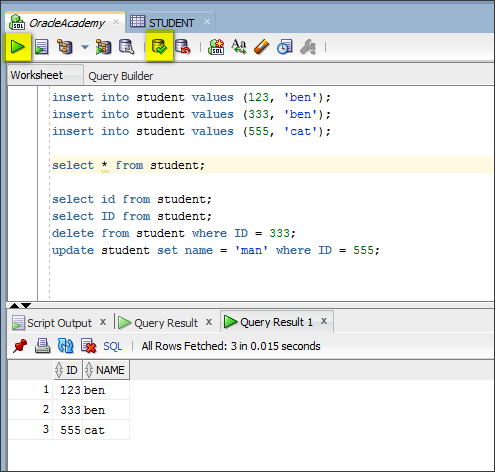 OracleAcademy STUDENT
SQL
Aa
Worksheet Query Builder
insert into student values (123, 'ben');
insert into student values (333, 'ben');
insert into student values (555, 'cat');
select * from student;
select id from student;
select ID from student;
delete from student where ID = 333;
update student set name = 'man' where ID = 555;
Script Output x Query Result x Query Result 1 x
SQL | All Rows Fetched: 3 in 0.015 seconds
ID NAME
1 123 ben
2 333 ben
3 555 cat